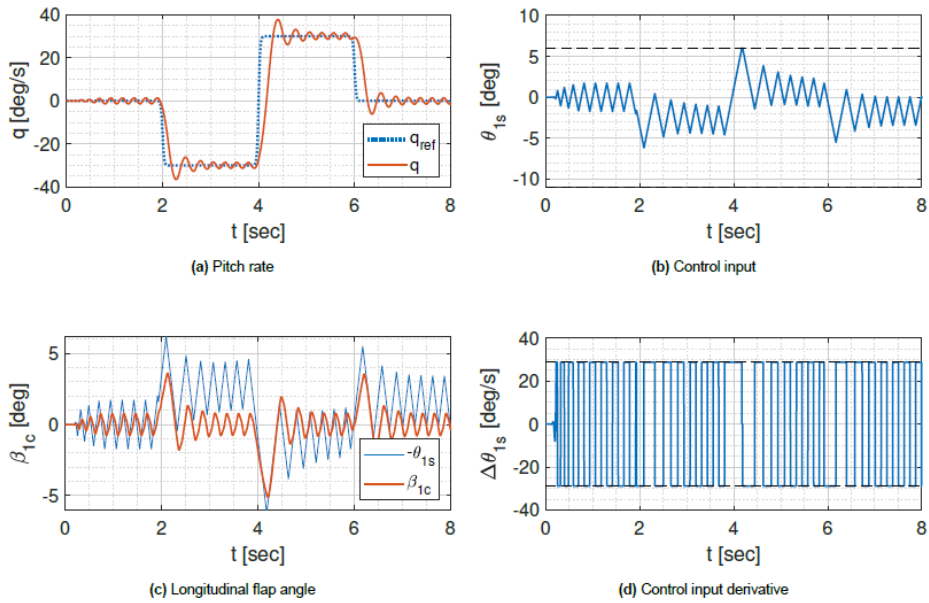 40
20
0
-20
-40
q [deg/s]
q_ref
q
0 2 4 6 8
t [sec]
(a) Pitch rate
10
5
0
-5
-10
θ_1s [deg]
0 2 4 6 8
t [sec]
(b) Control input
5
0
-5
β_1c [deg]
-θ_1s
β_1c
0 2 4 6 8
t [sec]
(c) Longitudinal flap angle
40
20
0
-20
-40
Δθ_1s [deg/s]
0 2 4 6 8
t [sec]
(d) Control input derivative